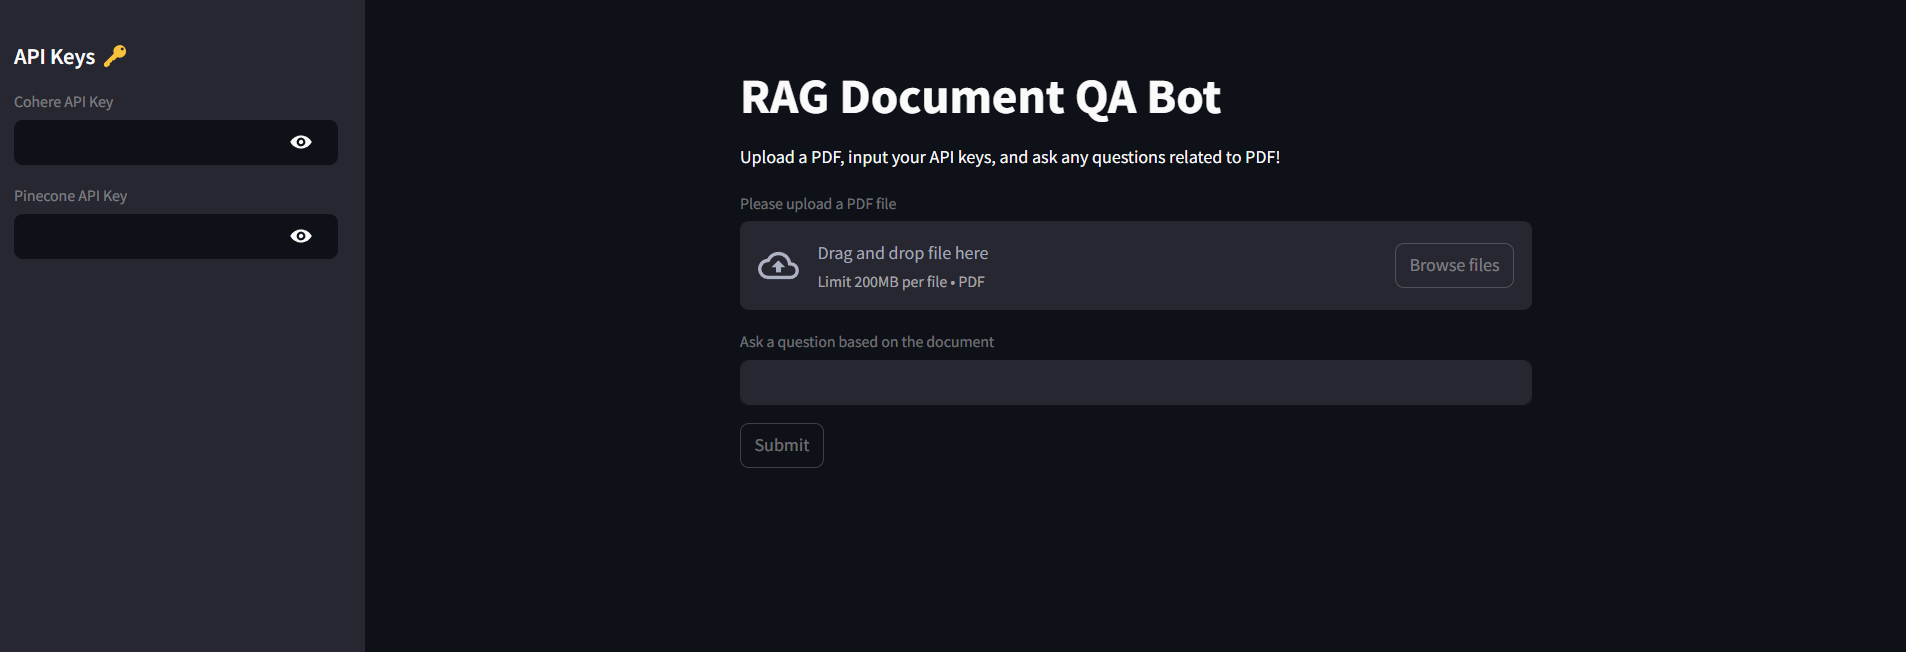 API Keys 🔑
Cohere API Key
Pinecone API Key
RAG Document QA Bot
Upload a PDF, input your API keys, and ask any questions related to PDF!
Please upload a PDF file
Drag and drop file here
Limit 200MB per file • PDF
Browse files
Ask a question based on the document
Submit